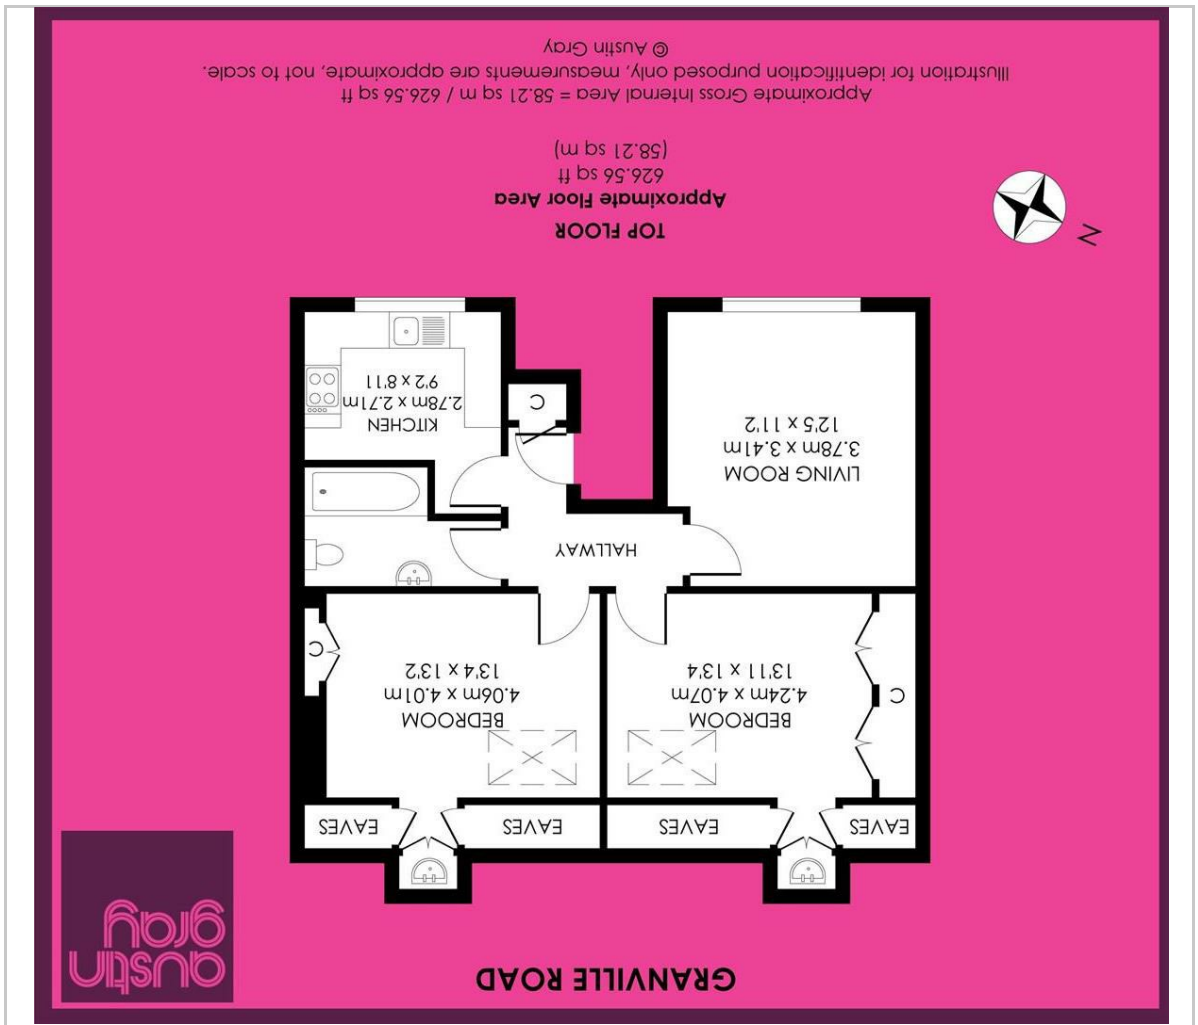 GRANVILLE ROAD
austin
gray
EAVES
EAVES
EAVES
EAVES
C
BEDROOM
4.24m x 4.07m
13'11 x 13'4
BEDROOM
4.06m x 4.01m
13'4 x 13'2
C
HALLWAY
LIVING ROOM
3.78m x 3.41m
12'5 x 11'2
C
KITCHEN
2.78m x 2.71m
9'2 x 8'11
N
TOP FLOOR
Approximate Floor Area
626.56 sq ft
(58.21 sq m)
Approximate Gross Internal Area = 58.21 sq m / 626.56 sq ft
Illustration for identification purposed only, measurements are approximate, not to scale.
© Austin Gray